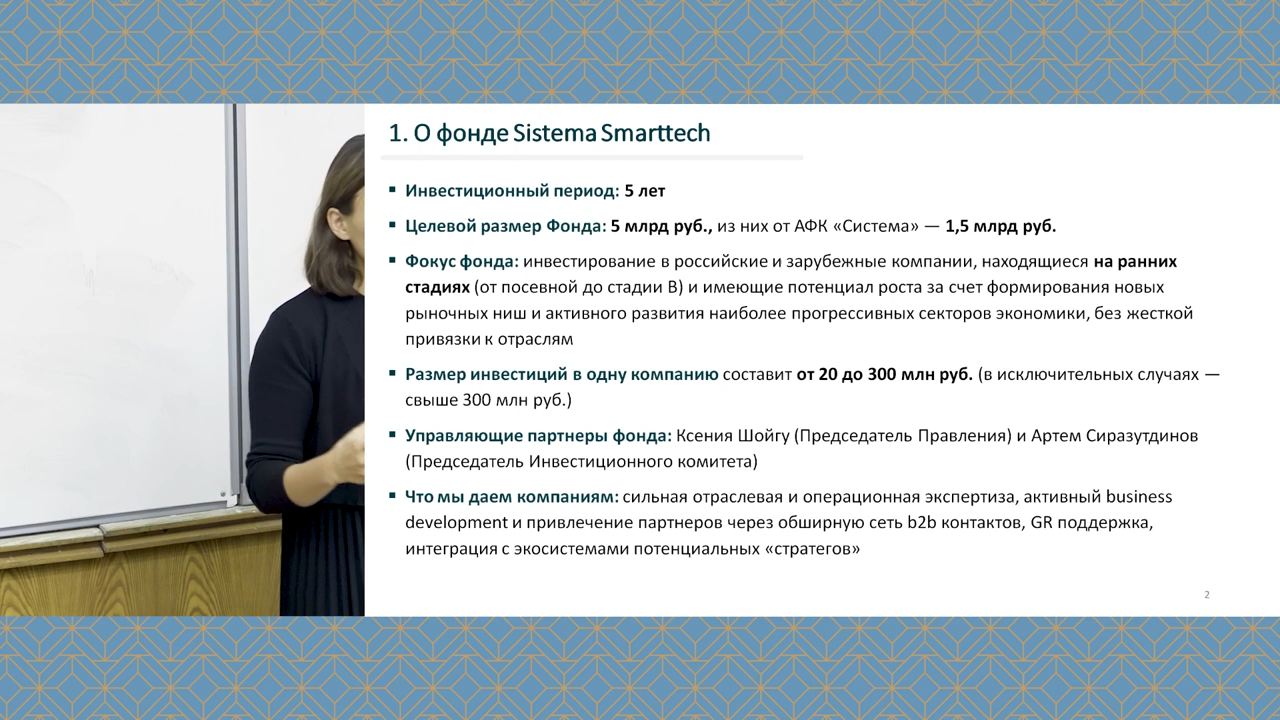 1. О фонде Sistema Smarttech
▪ Инвестиционный период: 5 лет
▪ Целевой размер Фонда: 5 млрд руб., из них от АФК «Система» — 1,5 млрд руб.
▪ Фокус фонда: инвестирование в российские и зарубежные компании, находящиеся на ранних
стадиях (от посевной до стадии B) и имеющие потенциал роста за счет формирования новых
рыночных ниш и активного развития наиболее прогрессивных секторов экономики, без жесткой
привязки к отраслям
▪ Размер инвестиций в одну компанию составит от 20 до 300 млн руб. (в исключительных случаях —
свыше 300 млн руб.)
▪ Управляющие партнеры фонда: Ксения Шойгу (Председатель Правления) и Артем Сиразутдинов
(Председатель Инвестиционного комитета)
▪ Что мы даем компаниям: сильная отраслевая и операционная экспертиза, активный business
development и привлечение партнеров через обширную сеть b2b контактов, GR поддержка,
интеграция с экосистемами потенциальных «стратегов»
2